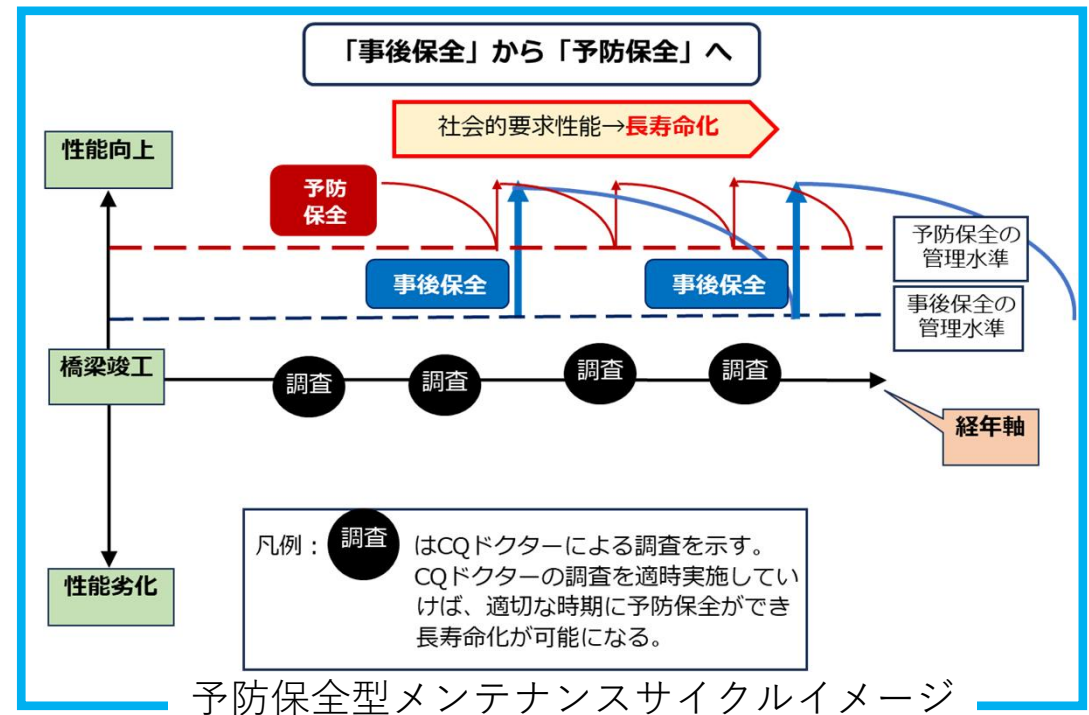 「事後保全」から「予防保全」へ
社会的要求性能→長寿命化
性能向上
予防
保全
予防保全の
管理水準
事後保全
事後保全
事後保全の
管理水準
橋梁竣工
調査
調査
調査
調査
経年軸
凡例：調査はCQドクターによる調査を示す。
CQドクターの調査を適時実施してい
けば、適切な時期に予防保全ができ
長寿命化が可能になる。
性能劣化
予防保全型メンテナンスサイクルイメージ